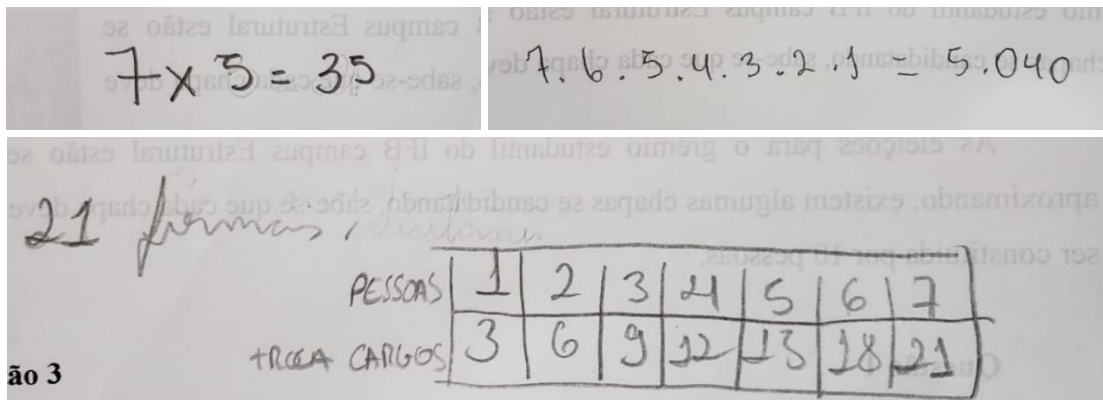 7 x 5 = 35
7.6.5.4.3.2.1 = 5.040
21 formas,
PESSOAS 1 2 3 4 5 6 7
TROCA CARGOS 3 6 9 12 15 18 21
ão 3